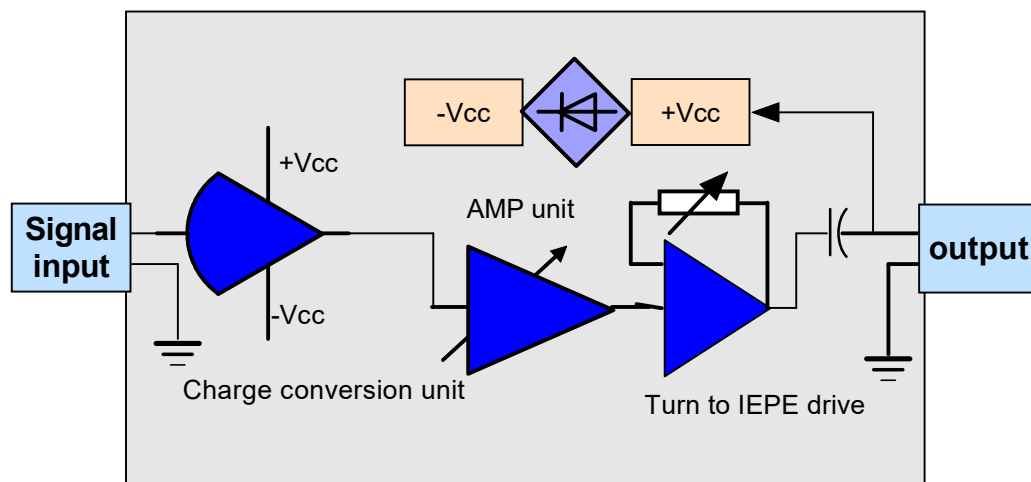 -Vcc
+Vcc
+Vcc
AMP unit
Signal
input
output
-Vcc
Charge conversion unit
Turn to IEPE drive